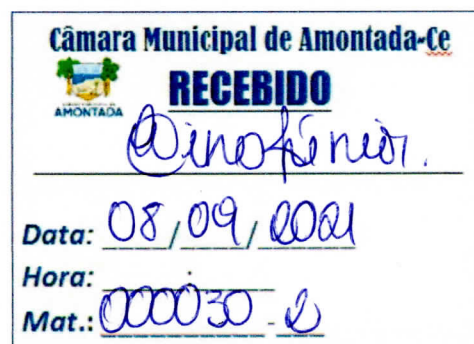 Câmara Municipal de Amontada-Ce
AMONTADA
RECEBIDO
Data: 08/09/2021
Hora:
Mat.: 000030-2